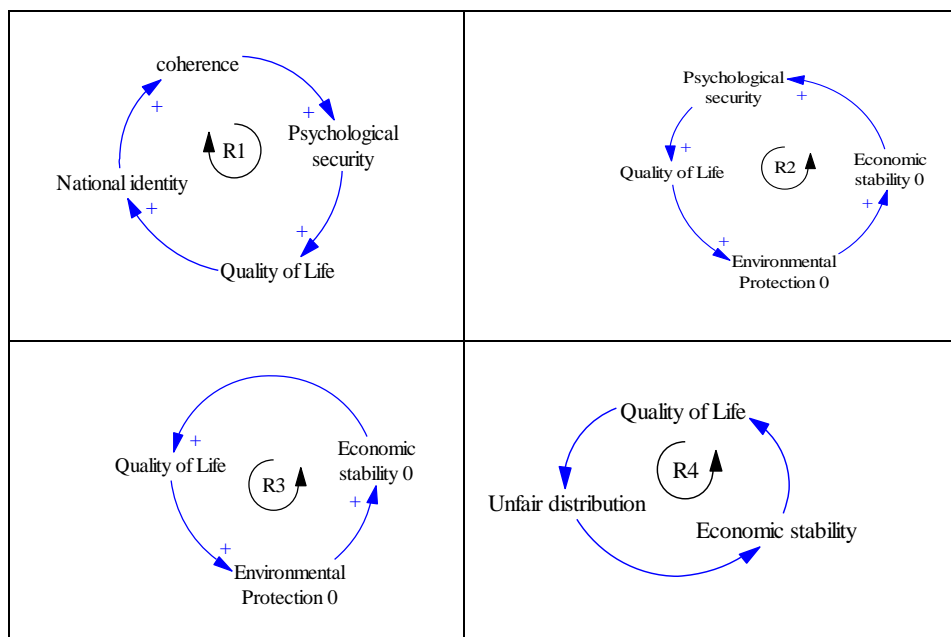 coherence
+
+
R1
Psychological
security
National identity
+
+
Quality of Life
Psychological
security
+
+
R2
Quality of Life
Economic
stability 0
+
+
Environmental
Protection 0
+
Quality of Life
R3
Economic
stability 0
+
+
Environmental
Protection 0
Quality of Life
R4
Unfair distribution
Economic stability